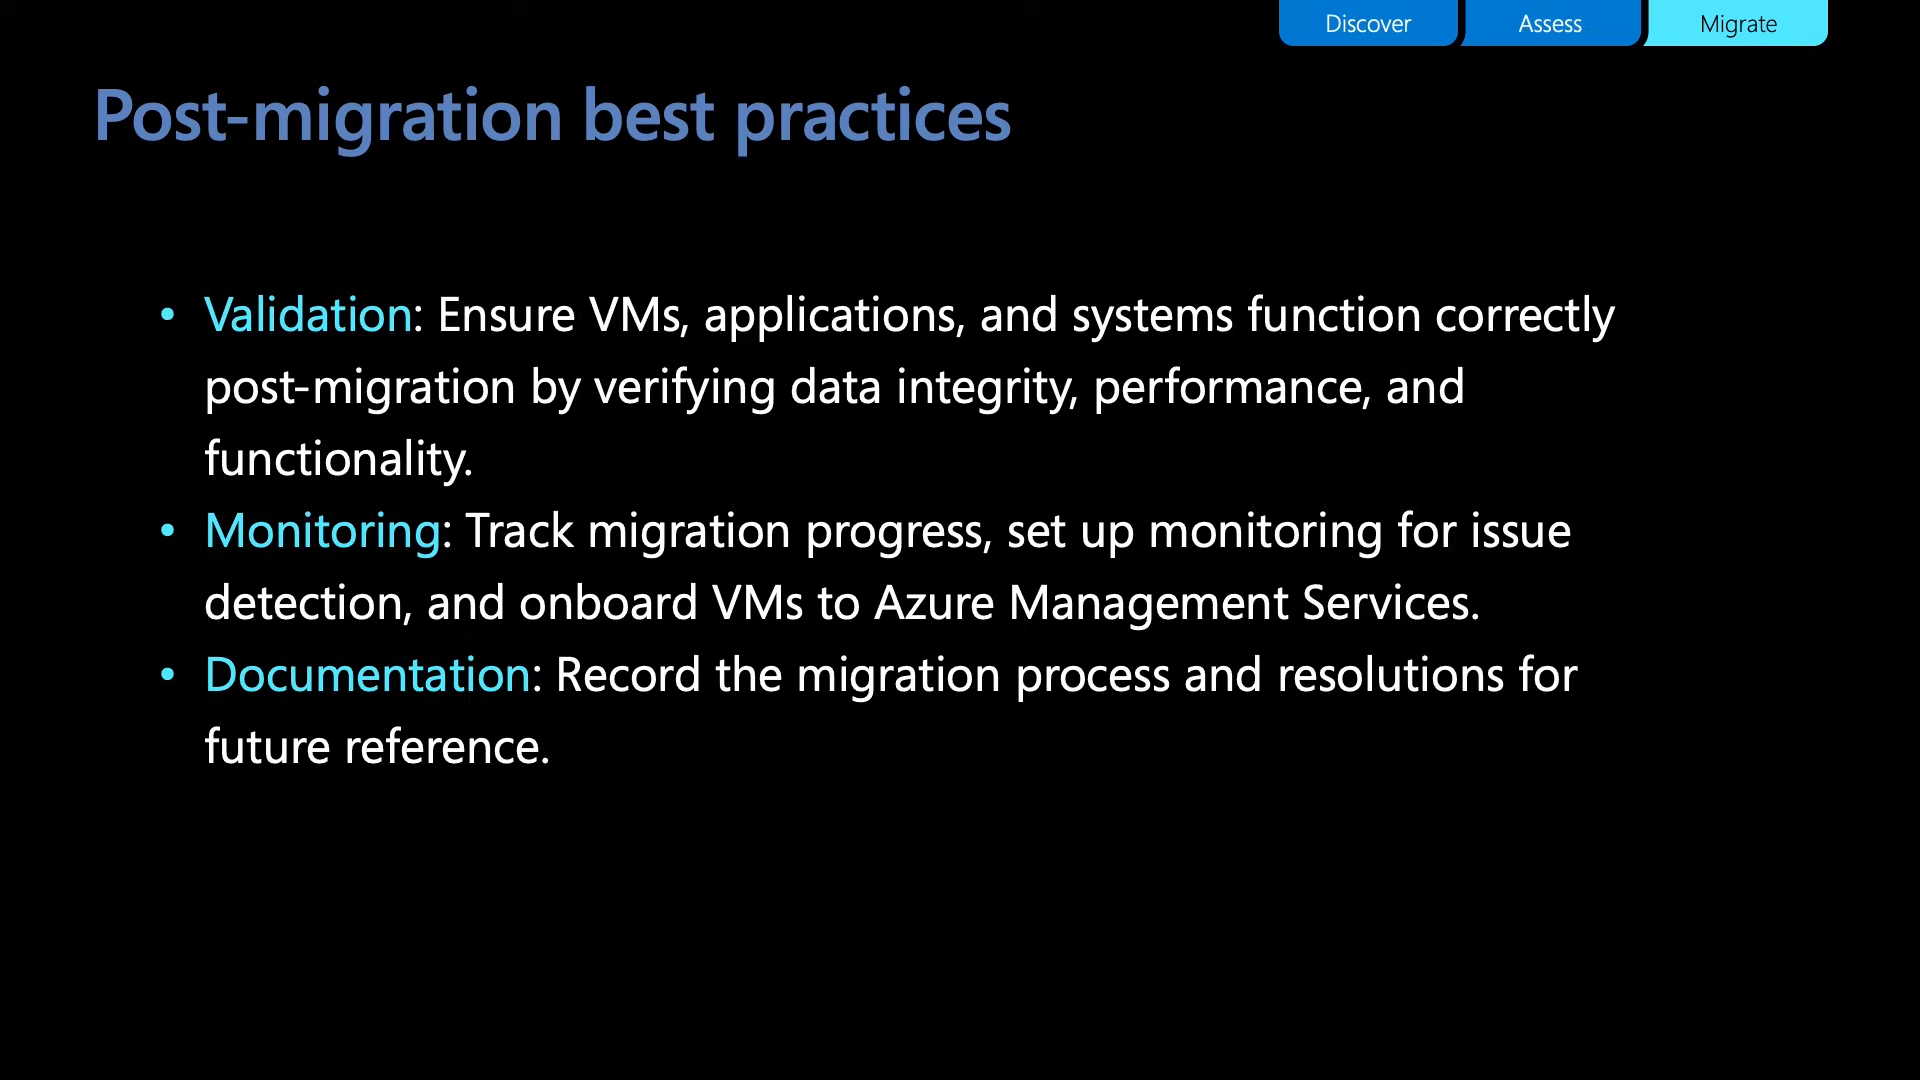 Discover
Assess
Migrate
Post-migration best practices
• Validation: Ensure VMs, applications, and systems function correctly
post-migration by verifying data integrity, performance, and
functionality.
• Monitoring: Track migration progress, set up monitoring for issue
detection, and onboard VMs to Azure Management Services.
• Documentation: Record the migration process and resolutions for
future reference.